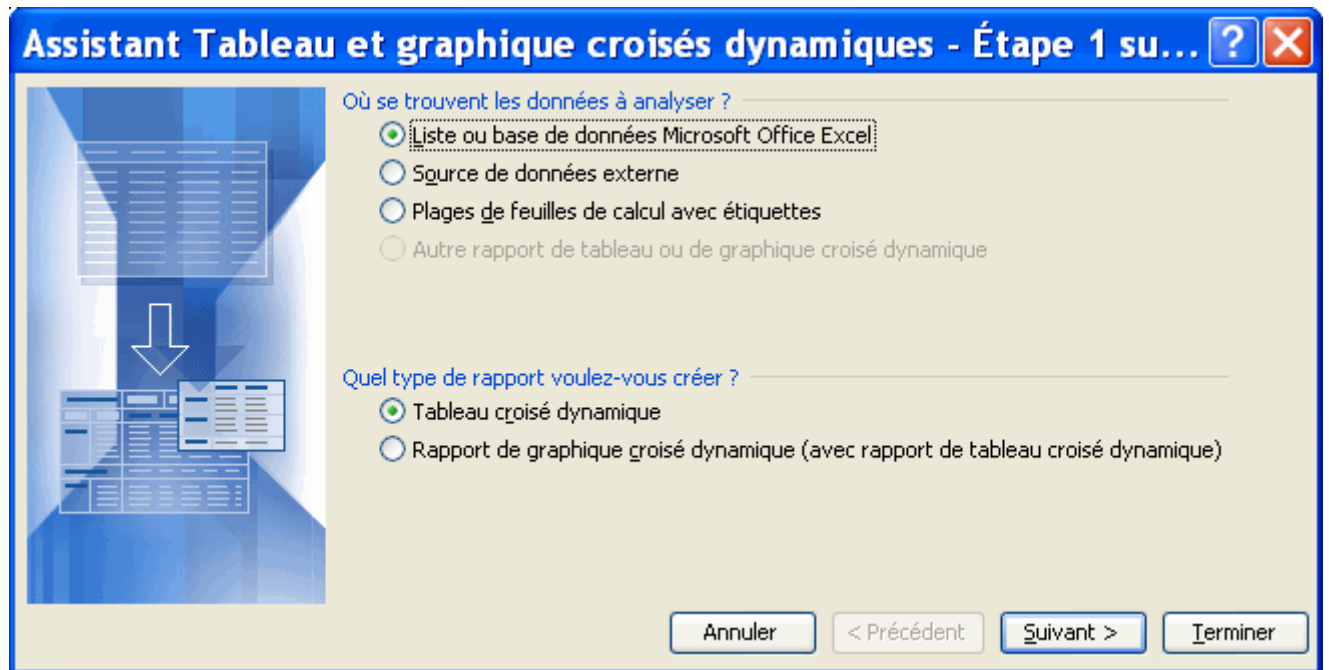 Assistant Tableau et graphique croisés dynamiques - Étape 1 su...
Où se trouvent les données à analyser ?
Liste ou base de données Microsoft Office Excel
Source de données externe
Plages de feuilles de calcul avec étiquettes
Autre rapport de tableau ou de graphique croisé dynamique
Quel type de rapport voulez-vous créer ?
Tableau croisé dynamique
Rapport de graphique croisé dynamique (avec rapport de tableau croisé dynamique)
Annuler
< Précédent
Suivant >
Terminer